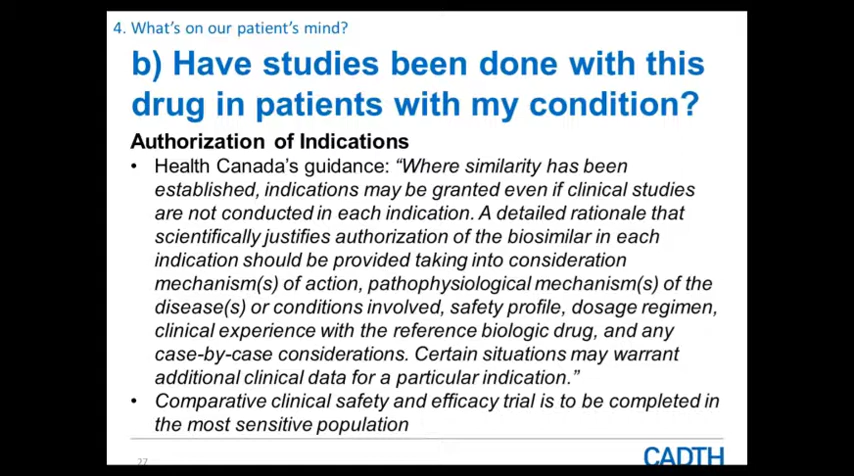 4. What's on our patient's mind?
b) Have studies been done with this
drug in patients with my condition?
Authorization of Indications
• Health Canada's guidance: “Where similarity has been
established, indications may be granted even if clinical studies
are not conducted in each indication. A detailed rationale that
scientifically justifies authorization of the biosimilar in each
indication should be provided taking into consideration
mechanism(s) of action, pathophysiological mechanism(s) of the
disease(s) or conditions involved, safety profile, dosage regimen,
clinical experience with the reference biologic drug, and any
case-by-case considerations. Certain situations may warrant
additional clinical data for a particular indication.”
• Comparative clinical safety and efficacy trial is to be completed in
the most sensitive population
27
CADTH